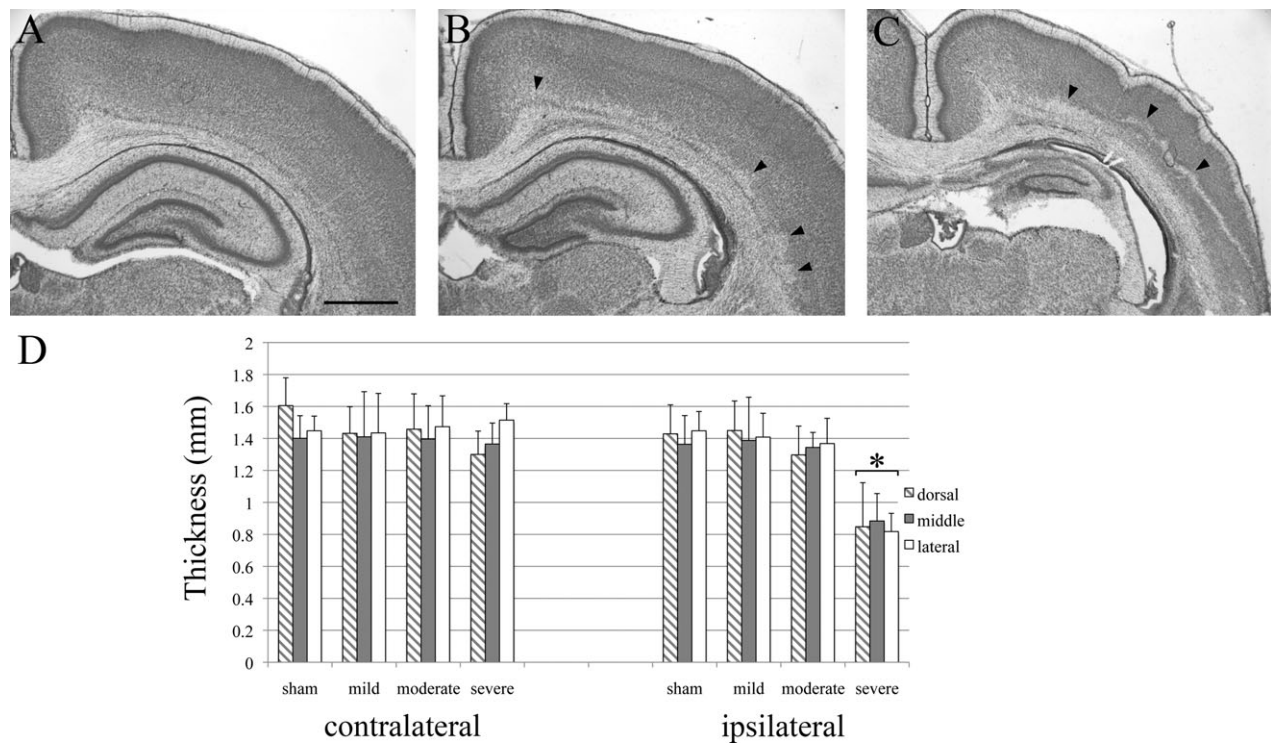 A
B
C
D
Thickness (mm)
2
1.8
1.6
1.4
1.2
1
0.8
0.6
0.4
0.2
0
*
dorsal
middle
lateral
sham mild moderate severe sham mild moderate severe
contralateral ipsilateral